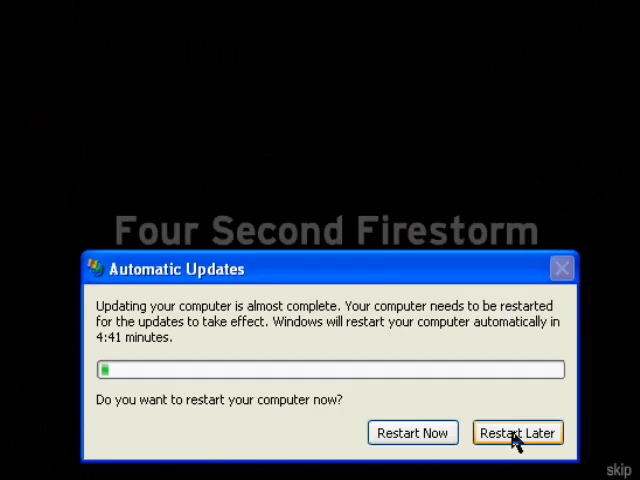 Four Second Firestorm
Automatic Updates
Updating your computer is almost complete. Your computer needs to be restarted
for the updates to take effect. Windows will restart your computer automatically in
4:41 minutes.
Do you want to restart your computer now?
Restart Now
Restart Later
skip